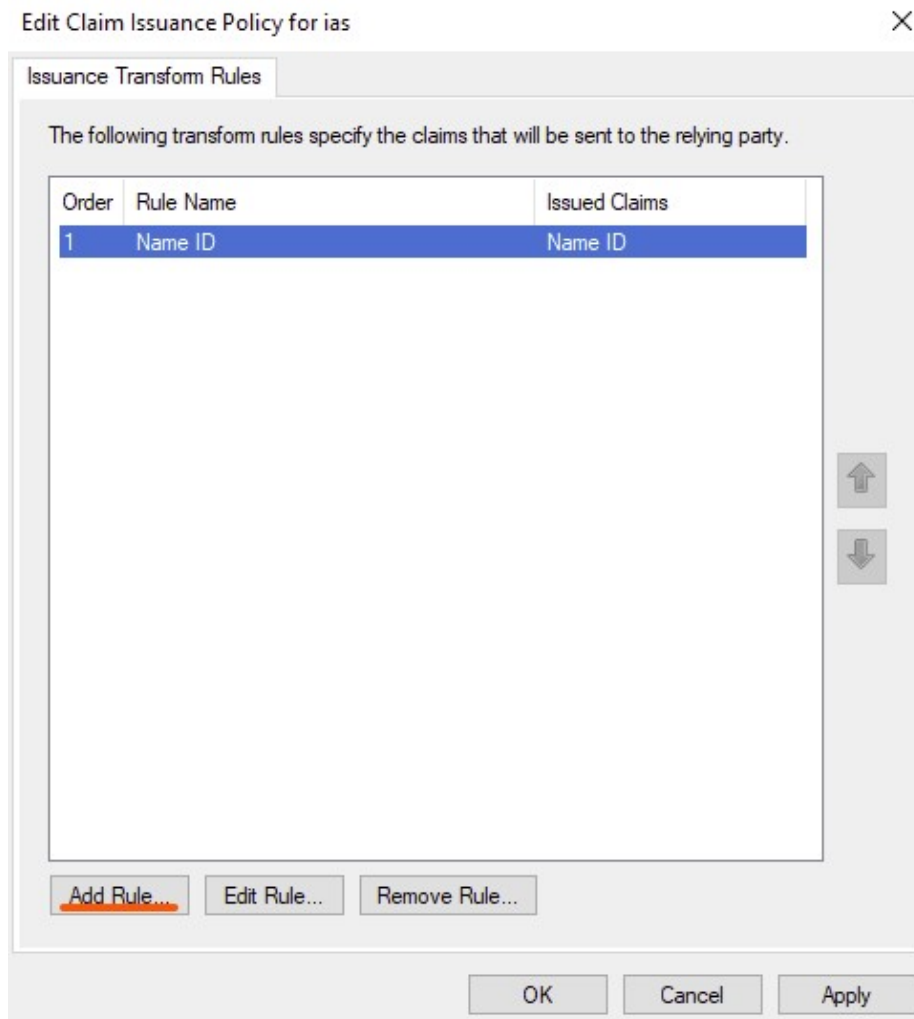 Edit Claim Issuance Policy for ias
Issuance Transform Rules
The following transform rules specify the claims that will be sent to the relying party.
Order Rule Name Issued Claims
1 Name ID Name ID
Add Rule... Edit Rule... Remove Rule...
OK Cancel Apply